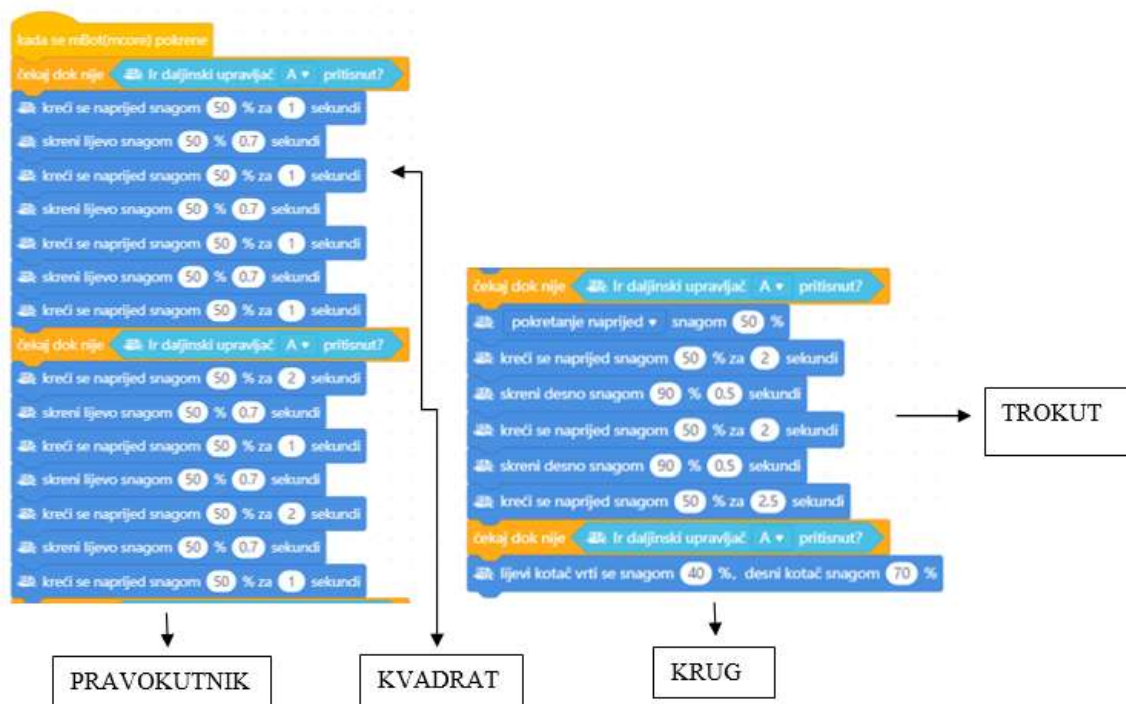 kada se mBot(mcore) pokrene
čekaj dok nije Ir daljinski upravljač A pritisnut?
kreći se naprijed snagom 50 % za 1 sekundi
skreni lijevo snagom 50 % 0.7 sekundi
kreći se naprijed snagom 50 % za 1 sekundi
skreni lijevo snagom 50 % 0.7 sekundi
kreći se naprijed snagom 50 % za 1 sekundi
skreni lijevo snagom 50 % 0.7 sekundi
kreći se naprijed snagom 50 % za 1 sekundi
čekaj dok nije Ir daljinski upravljač A pritisnut?
kreći se naprijed snagom 50 % za 2 sekundi
skreni lijevo snagom 50 % 0.7 sekundi
kreći se naprijed snagom 50 % za 1 sekundi
skreni lijevo snagom 50 % 0.7 sekundi
kreći se naprijed snagom 50 % za 2 sekundi
skreni lijevo snagom 50 % 0.7 sekundi
kreći se naprijed snagom 50 % za 1 sekundi
PRAVOKUTNIK
KVADRAT
čekaj dok nije Ir daljinski upravljač A pritisnut?
pokretanje naprijed snagom 50 %
kreći se naprijed snagom 50 % za 2 sekundi
skreni desno snagom 90 % 0.5 sekundi
kreći se naprijed snagom 50 % za 2 sekundi
skreni desno snagom 90 % 0.5 sekundi
kreći se naprijed snagom 50 % za 2.5 sekundi
čekaj dok nije Ir daljinski upravljač A pritisnut?
lijevi kotač vrti se snagom 40 %, desni kotač snagom 70 %
TROKUT
KRUG